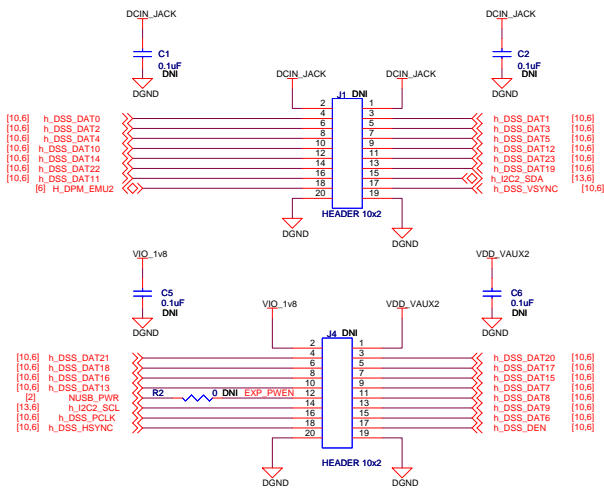 DCIN_JACK DCIN_JACK
C1 C2
0.1uF 0.1uF
DNI DNI
DCIN_JACK DCIN_JACK
DGND DGND
J1 DNI
2 1
[10,6] h_DSS_DAT0 4 3 h_DSS_DAT1 [10,6]
[10,6] h_DSS_DAT2 6 5 h_DSS_DAT3 [10,6]
[10,6] h_DSS_DAT4 8 7 h_DSS_DAT5 [10,6]
[10,6] h_DSS_DAT10 10 9 h_DSS_DAT12 [10,6]
[10,6] h_DSS_DAT14 12 11 h_DSS_DAT23 [10,6]
[10,6] h_DSS_DAT22 14 13 h_DSS_DAT19 [10,6]
[10,6] h_DSS_DAT11 16 15 h_I2C2_SDA [13,6]
[6] H_DPM_EMU2 18 17 h_DSS_VSYNC [10,6]
20 19
HEADER 10x2
DGND DGND
VIO_1v8 VDD_VAUX2
C5 C6
0.1uF 0.1uF
DNI DNI
VIO_1v8 VDD_VAUX2
DGND DGND
J4 DNI
2 1
[10,6] h_DSS_DAT21 4 3 h_DSS_DAT20 [10,6]
[10,6] h_DSS_DAT18 6 5 h_DSS_DAT17 [10,6]
[10,6] h_DSS_DAT16 8 7 h_DSS_DAT15 [10,6]
[10,6] h_DSS_DAT13 10 9 h_DSS_DAT7 [10,6]
[2] NUSB_PWR R2 0 DNI EXP_PWEN 12 11 h_DSS_DAT8 [10,6]
[13,6] h_I2C2_SCL 14 13 h_DSS_DAT9 [10,6]
[10,6] h_DSS_PCLK 16 15 h_DSS_DAT6 [10,6]
[10,6] h_DSS_HSYNC 18 17 h_DSS_DEN [10,6]
20 19
HEADER 10x2
DGND DGND